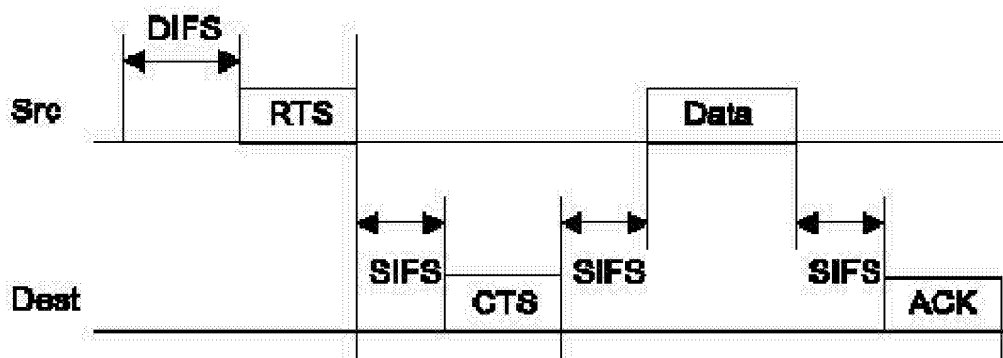 DIFS
Src
RTS
Data
SIFS
SIFS
SIFS
Dest
CTS
ACK